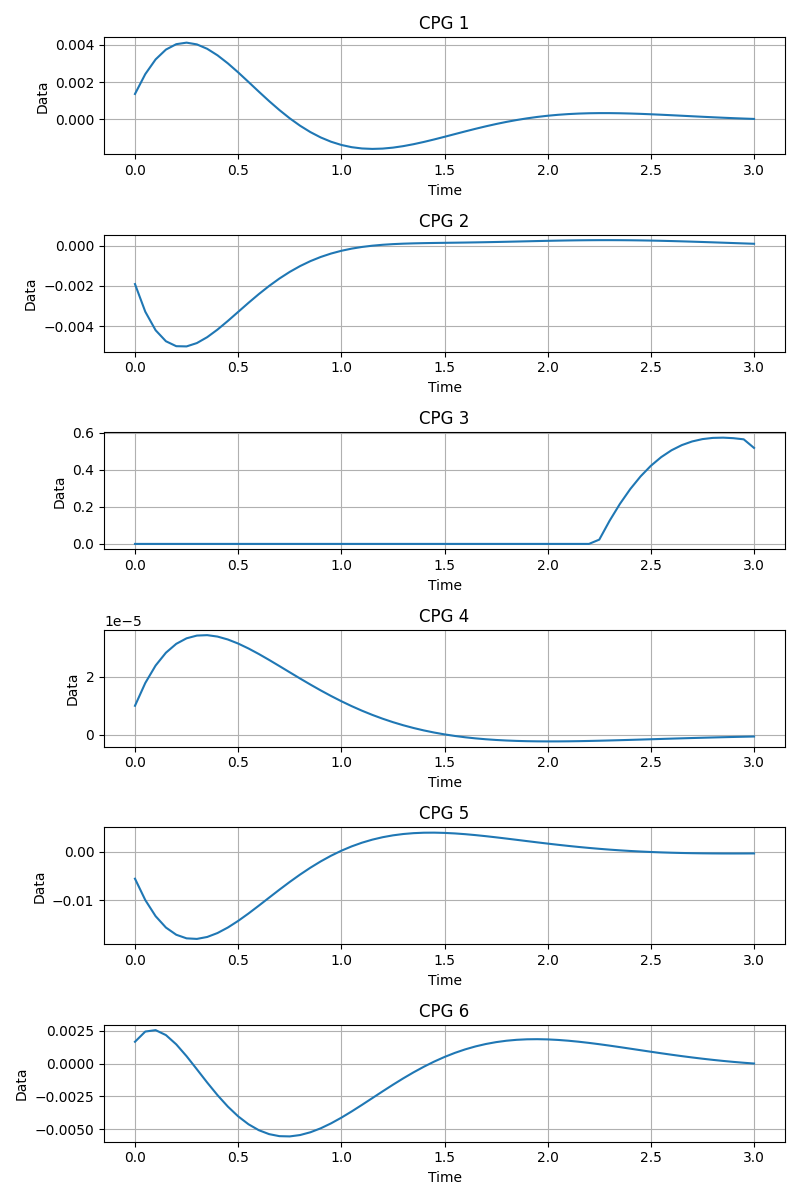 CPG 1
0.004
0.002
0.000
Data
0.0 0.5 1.0 1.5 2.0 2.5 3.0
Time
CPG 2
0.000
−0.002
−0.004
Data
0.0 0.5 1.0 1.5 2.0 2.5 3.0
Time
CPG 3
0.6
0.4
0.2
0.0
Data
0.0 0.5 1.0 1.5 2.0 2.5 3.0
Time
CPG 4
1e−5
2
0
Data
0.0 0.5 1.0 1.5 2.0 2.5 3.0
Time
CPG 5
0.00
−0.01
Data
0.0 0.5 1.0 1.5 2.0 2.5 3.0
Time
CPG 6
0.0025
0.0000
−0.0025
−0.0050
Data
0.0 0.5 1.0 1.5 2.0 2.5 3.0
Time